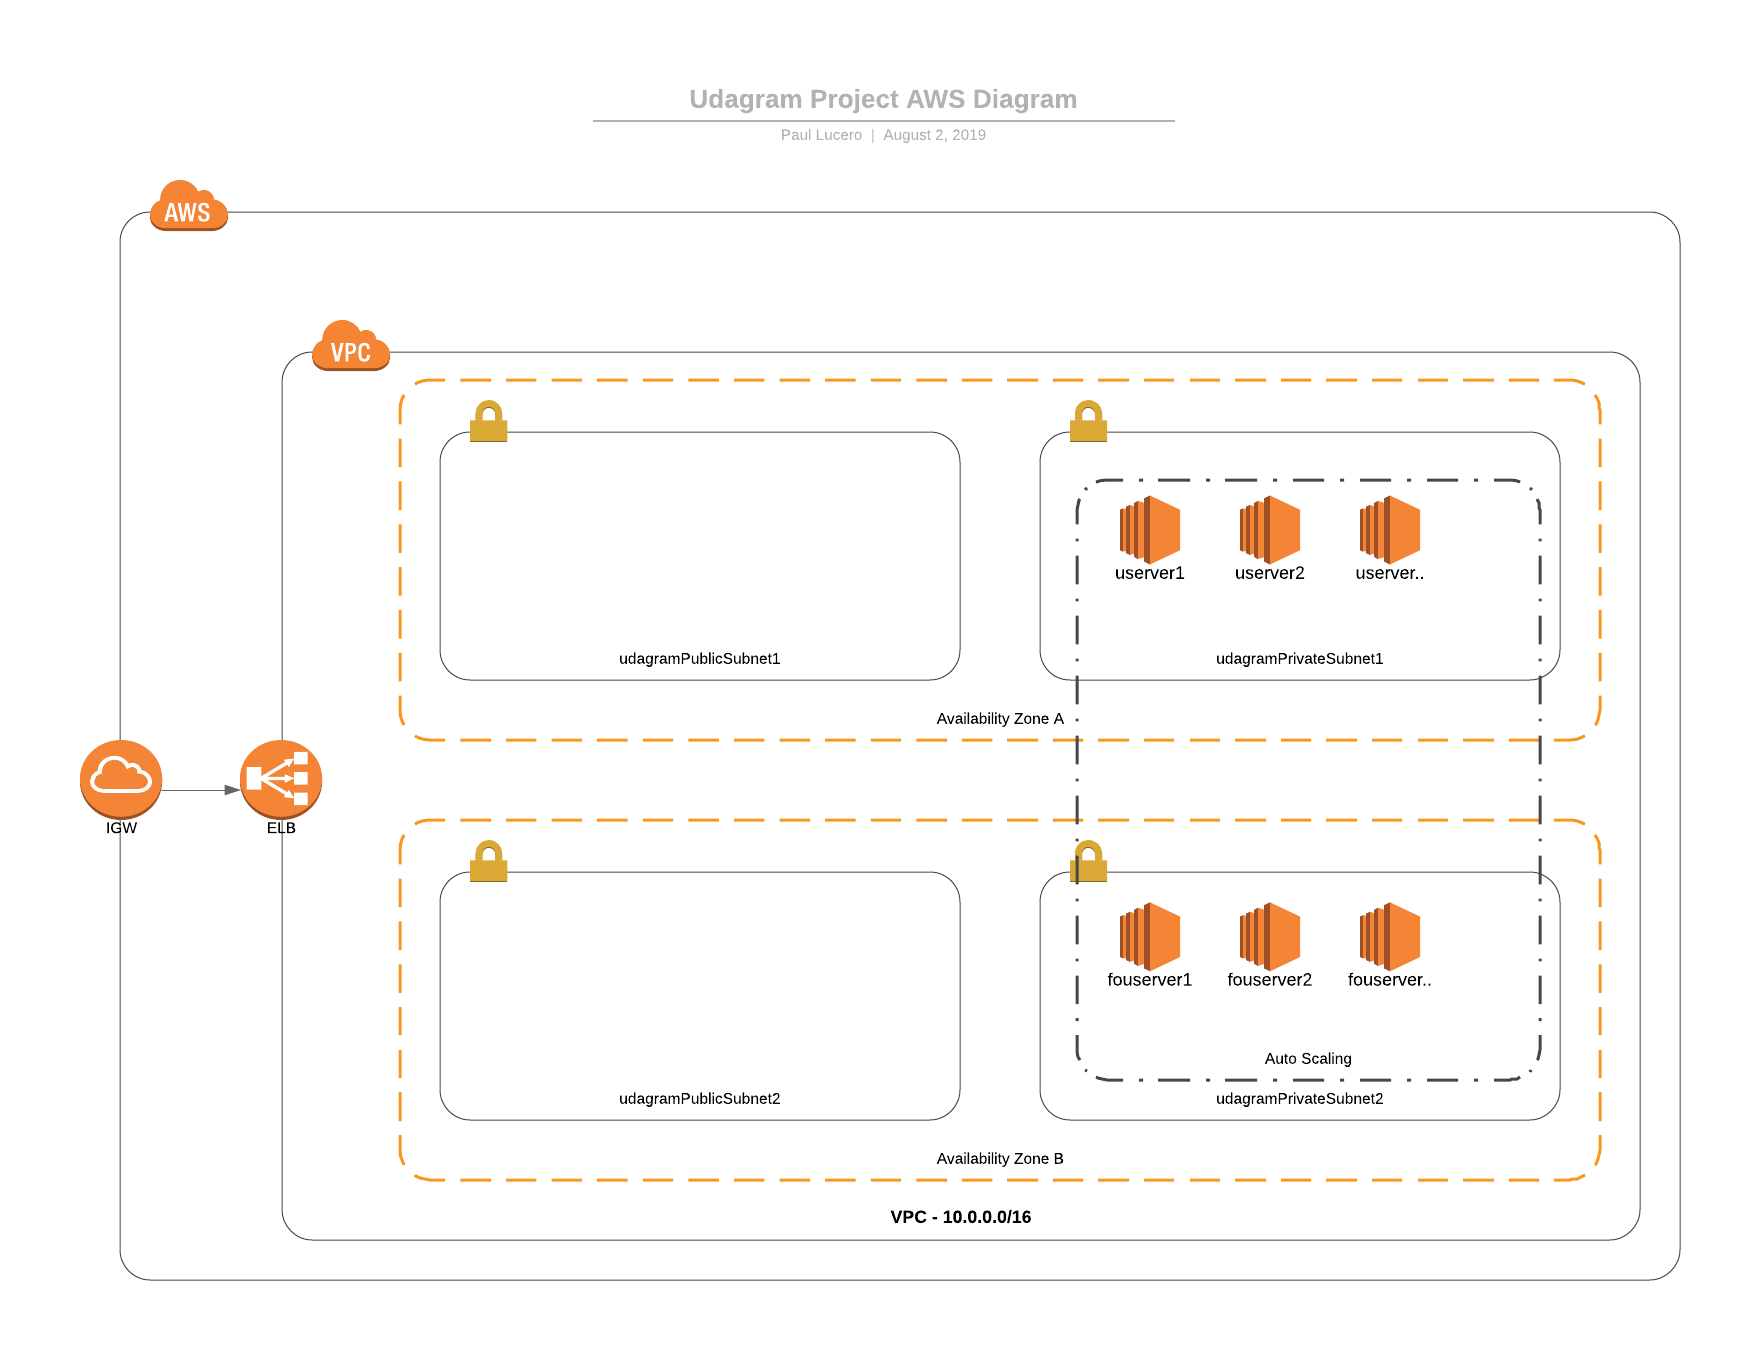 Udagram Project AWS Diagram
Paul Lucero | August 2, 2019
AWS
VPC
userver1 userver2 userver..
udagramPublicSubnet1 udagramPrivateSubnet1
Availability Zone A
IGW ELB
fouserver1 fouserver2 fouserver..
Auto Scaling
udagramPublicSubnet2 udagramPrivateSubnet2
Availability Zone B
VPC - 10.0.0.0/16